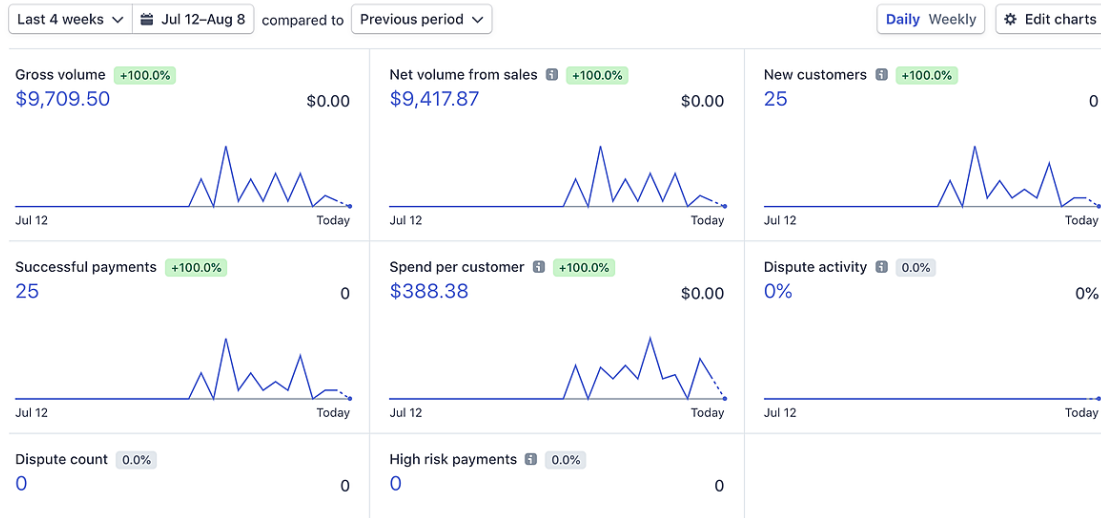 Last 4 weeks Jul 12–Aug 8 compared to Previous period Daily Weekly Edit charts
Gross volume +100.0% Net volume from sales +100.0% New customers +100.0%
$9,709.50 $0.00 $9,417.87 $0.00 25 0
Jul 12 Today Jul 12 Today Jul 12 Today
Successful payments +100.0% Spend per customer +100.0% Dispute activity 0.0%
25 0 $388.38 $0.00 0% 0%
Jul 12 Today Jul 12 Today Jul 12 Today
Dispute count 0.0% High risk payments 0.0%
0 0 0 0